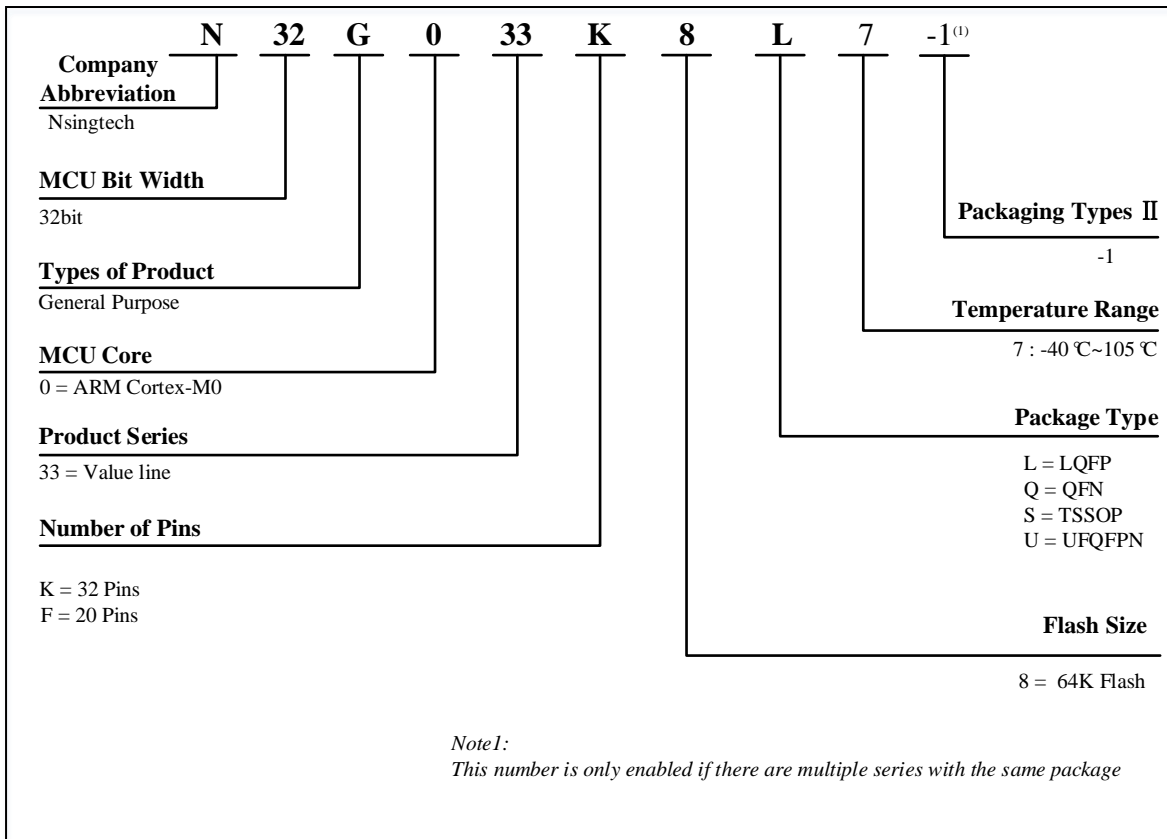 N 32 G 0 33 K 8 L 7 -1(1)
Company
Abbreviation
Nsingtech
MCU Bit Width
32bit
Types of Product
General Purpose
MCU Core
0 = ARM Cortex-M0
Product Series
33 = Value line
Number of Pins
K = 32 Pins
F = 20 Pins
Packaging Types Ⅱ
-1
Temperature Range
7 : -40 ℃~105 ℃
Package Type
L = LQFP
Q = QFN
S = TSSOP
U = UFQFPN
Flash Size
8 = 64K Flash
Note1:
This number is only enabled if there are multiple series with the same package